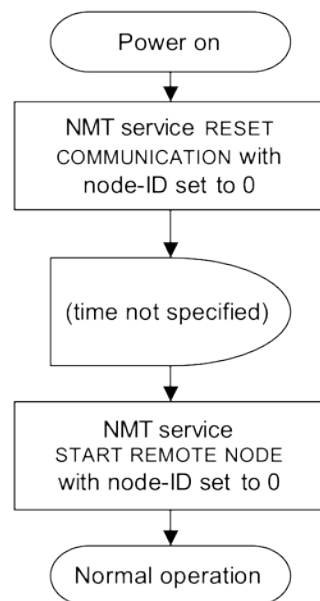 Power on
NMT service RESET
COMMUNICATION with
node-ID set to 0
(time not specified)
NMT service
START REMOTE NODE
with node-ID set to 0
Normal operation